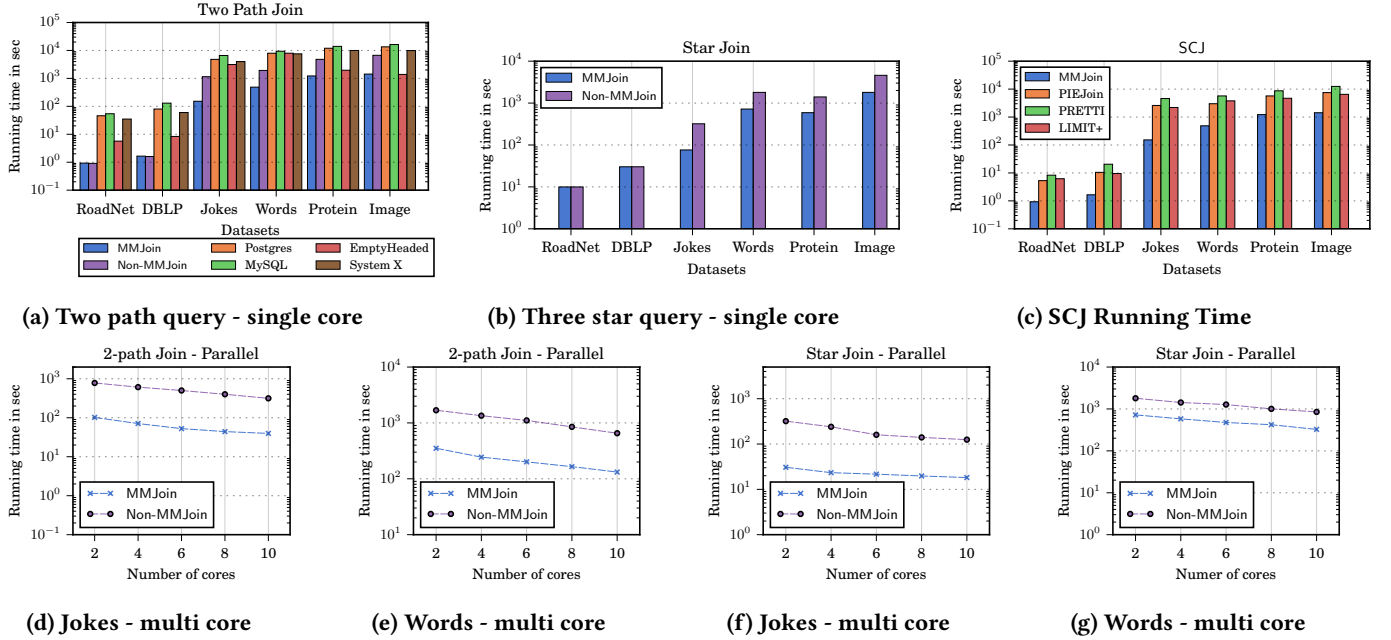 Two Path Join
Running time in sec
10^5
10^4
10^3
10^2
10^1
10^0
10^−1
RoadNet DBLP Jokes Words Protein Image
Datasets
MMJoin Postgres EmptyHeaded
Non-MMJoin MySQL System X
(a) Two path query - single core
Star Join
Running time in sec
10^4
10^3
10^2
10^1
10^0
MMJoin
Non-MMJoin
RoadNet DBLP Jokes Words Protein Image
Datasets
(b) Three star query - single core
SCJ
Running time in sec
10^5
10^4
10^3
10^2
10^1
10^0
10^−1
MMJoin
PIEJoin
PRETTI
LIMIT+
RoadNet DBLP Jokes Words Protein Image
Datasets
(c) SCJ Running Time
2-path Join - Parallel
Running time in sec
10^3
10^2
10^1
10^0
10^−1
MMJoin
Non-MMJoin
2 4 6 8 10
Number of cores
(d) Jokes - multi core
2-path Join - Parallel
Running time in sec
10^4
10^3
10^2
10^1
MMJoin
Non-MMJoin
2 4 6 8 10
Number of cores
(e) Words - multi core
Star Join - Parallel
Running time in sec
10^3
10^2
10^1
10^0
MMJoin
Non-MMJoin
2 4 6 8 10
Numer of cores
(f) Jokes - multi core
Star Join - Parallel
Running time in sec
10^4
10^3
10^2
10^1
10^0
MMJoin
Non-MMJoin
2 4 6 8 10
Numer of cores
(g) Words - multi core